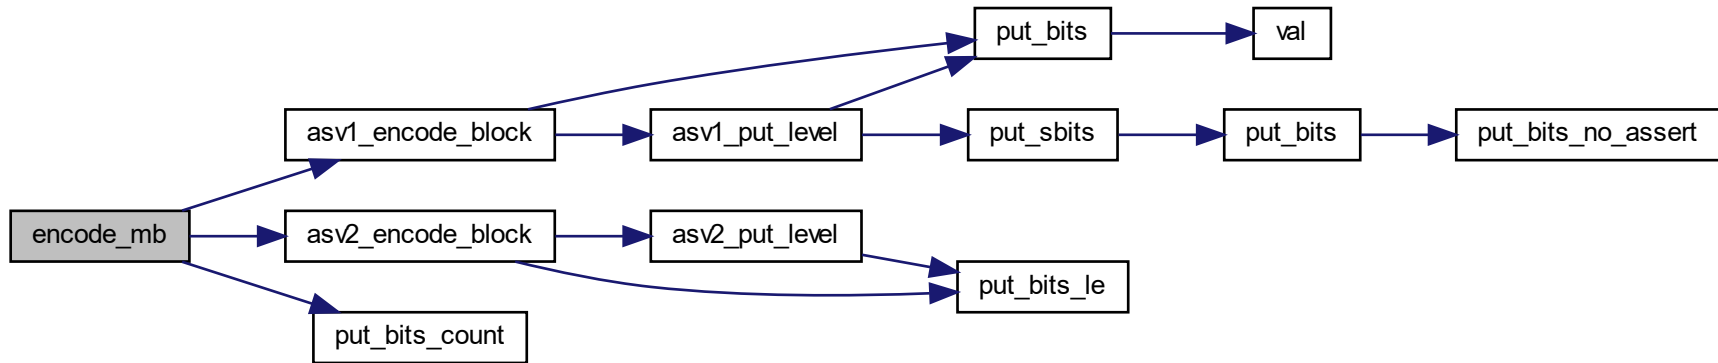 put_bits
val
asv1_encode_block
asv1_put_level
put_sbits
put_bits
put_bits_no_assert
encode_mb
asv2_encode_block
asv2_put_level
put_bits_le
put_bits_count